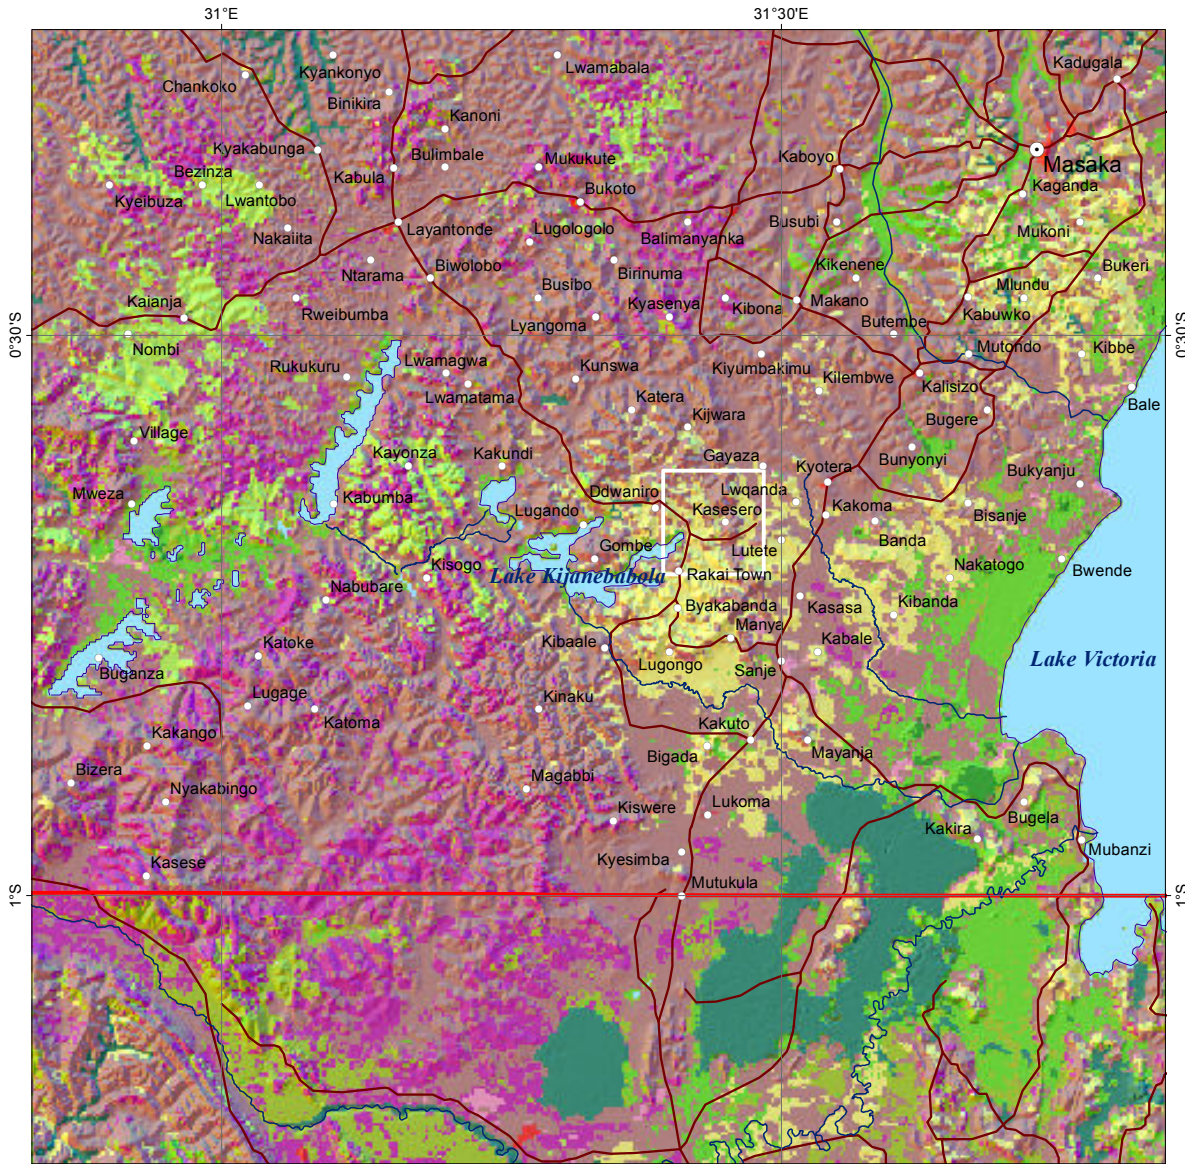 31°E
31°30'E
Kadugala
Kyankonyo
Lwamabala
Chankoko
Binikira
Kanoni
Kyakabunga
Bulimbale
Kaboyo
Masaka
Bezinza
Kabula
Mukukute
Kaganda
Kyeibuza
Lwantobo
Bukoto
Layantonde
Lugologolo
Busubi
Mukoni
Nakaiita
Balimanyanka
Ntarama
Biwolobo
Birinuma
Kikenene
Bukeri
Busibo
Mlundu
Kaianja
Rweibumba
Kyasenya
Kibona
Makano
Kabuwko
Lyangoma
Butembe
0°30'S
0°30'S
Nombi
Mutondo
Kibbe
Rukukuru
Lwamagwa
Kunswa
Kiyumbakimu
Kilembwe
Kalisizo
Lwamatama
Katera
Bale
Kijwara
Bugere
Village
Kayonza
Kakundi
Gayaza
Kyotera
Bunyonyi
Bukyanju
Mweza
Kabumba
Ddwaniro
Lwqanda
Kakoma
Lugando
Kasesero
Bisanje
Gombe
Lutete
Banda
Kisogo
Lake Kijanebabola
Rakai Town
Nakatogo
Bwende
Nabubare
Byakabanda
Kasasa
Kibanda
Katoke
Kibaale
Manya
Kabale
Lake Victoria
Buganza
Lugongo
Sanje
Lugage
Katoma
Kinaku
Kakango
Kakuto
Bigada
Mayanja
Bizera
Magabbi
Nyakabingo
Kiswere
Lukoma
Kakira
Bugela
Kasese
Kyesimba
Mubanzi
Mutukula
1°S
1°S